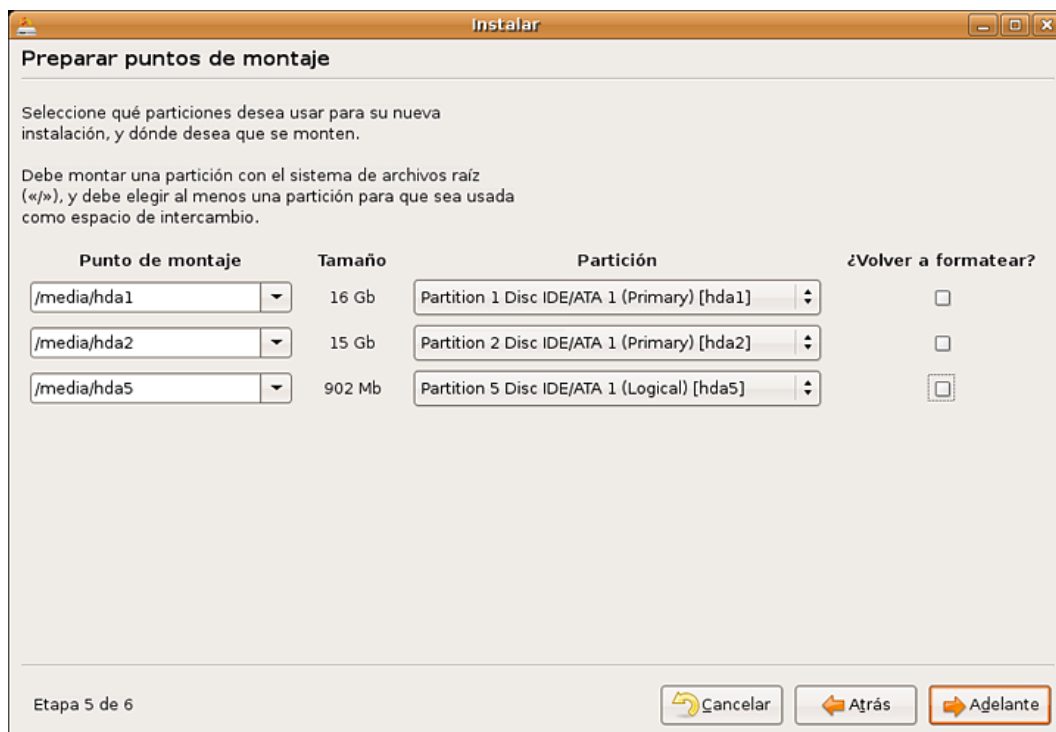 Instalar
Preparar puntos de montaje
Seleccione qué particiones desea usar para su nueva
instalación, y dónde desea que se monten.
Debe montar una partición con el sistema de archivos raíz
(«/»), y debe elegir al menos una partición para que sea usada
como espacio de intercambio.
Punto de montaje Tamaño Partición ¿Volver a formatear?
/media/hda1 16 Gb Partition 1 Disc IDE/ATA 1 (Primary) [hda1]
/media/hda2 15 Gb Partition 2 Disc IDE/ATA 1 (Primary) [hda2]
/media/hda5 902 Mb Partition 5 Disc IDE/ATA 1 (Logical) [hda5]
Etapa 5 de 6 Cancelar Atrás Adelante